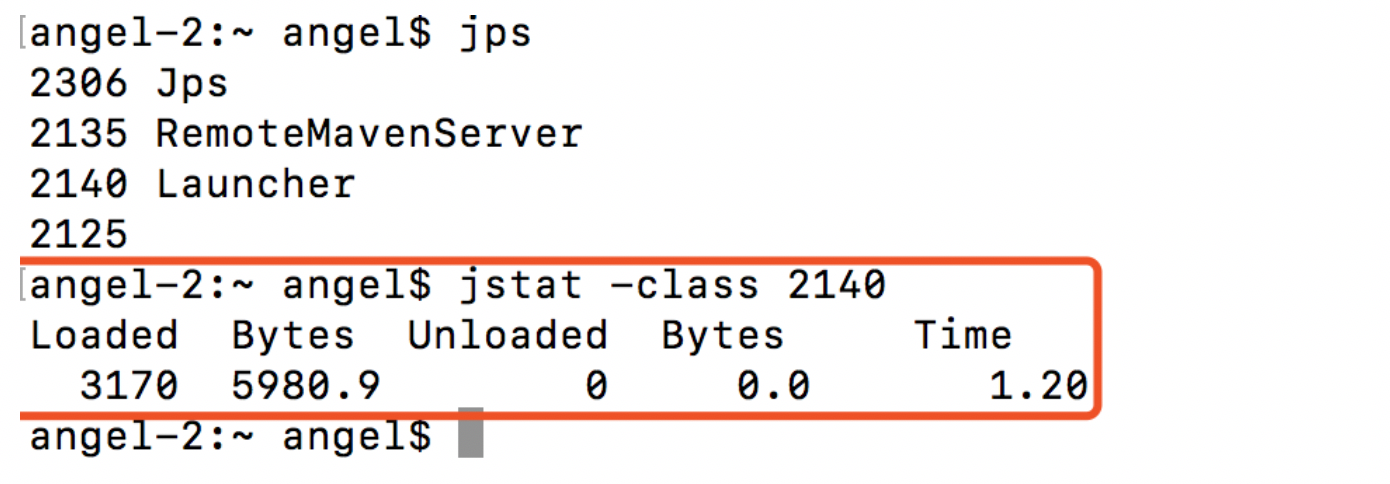 [angel-2:~ angel$ jps
2306 Jps
2135 RemoteMavenServer
2140 Launcher
2125
[angel-2:~ angel$ jstat -class 2140
Loaded  Bytes  Unloaded  Bytes     Time
  3170  5980.9        0     0.0       1.20
angel-2:~ angel$